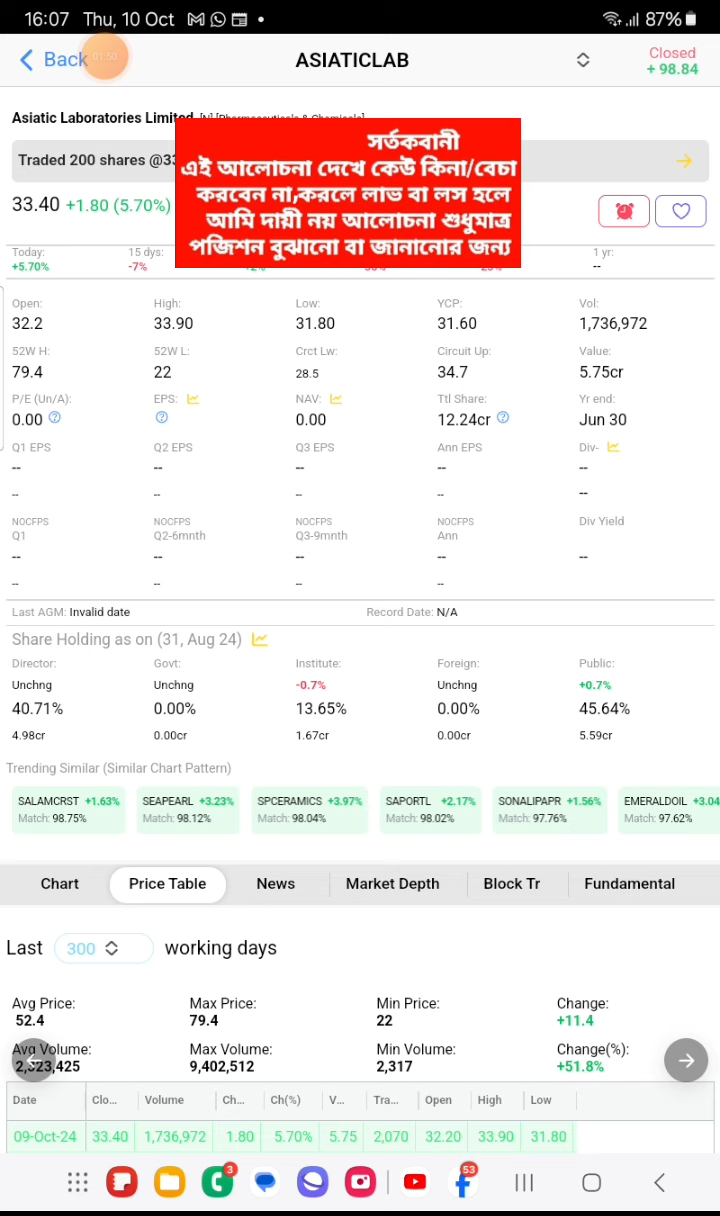 16:07 Thu, 10 Oct
87%
Back
01:50
ASIATICLAB
Closed
+ 98.84
Asiatic Laboratories Limited
Traded 200 shares @33
সর্তকবানী
এই আলোচনা দেখে কেউ কিনা/বেচা
করবেন না,করলে লাভ বা লস হলে
আমি দায়ী নয় আলোচনা শুধুমাত্র
পজিশন বুঝানো বা জানানোর জন্য
33.40 +1.80 (5.70%)
Today: 15 dys: 1 yr:
+5.70% -7% --
Open: High: Low: YCP: Vol:
32.2 33.90 31.80 31.60 1,736,972
52W H: 52W L: Crct Lw: Circuit Up: Value:
79.4 22 28.5 34.7 5.75cr
P/E (Un/A): EPS: NAV: Ttl Share: Yr end:
0.00 ? ? 0.00 12.24cr ? Jun 30
Q1 EPS Q2 EPS Q3 EPS Ann EPS Div-
-- -- -- -- --
-- -- -- -- --
NOCFPS NOCFPS NOCFPS NOCFPS Div Yield
Q1 Q2-6mnth Q3-9mnth Ann
-- -- -- -- --
-- -- -- --
Last AGM: Invalid date Record Date: N/A
Share Holding as on (31, Aug 24)
Director: Govt: Institute: Foreign: Public:
Unchng Unchng -0.7% Unchng +0.7%
40.71% 0.00% 13.65% 0.00% 45.64%
4.98cr 0.00cr 1.67cr 0.00cr 5.59cr
Trending Similar (Similar Chart Pattern)
SALAMCRST +1.63% SEAPEARL +3.23% SPCERAMICS +3.97% SAPORTL +2.17% SONALIPAPR +1.56% EMERALDOIL +3.04
Match: 98.75% Match: 98.12% Match: 98.04% Match: 98.02% Match: 97.76% Match: 97.62%
Chart Price Table News Market Depth Block Tr Fundamental
Last 300 working days
Avg Price: Max Price: Min Price: Change:
52.4 79.4 22 +11.4
Avg Volume: Max Volume: Min Volume: Change(%):
2,323,425 9,402,512 2,317 +51.8%
Date Clo... Volume Ch... Ch(%) V... Tra... Open High Low
09-Oct-24 33.40 1,736,972 1.80 5.70% 5.75 2,070 32.20 33.90 31.80
3 53